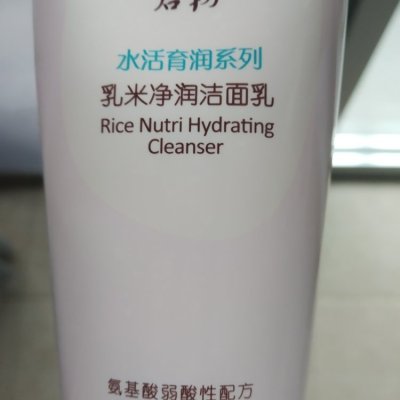 水活育润系列
乳米净润洁面乳
Rice Nutri Hydrating
Cleanser
氨基酸弱酸性配方